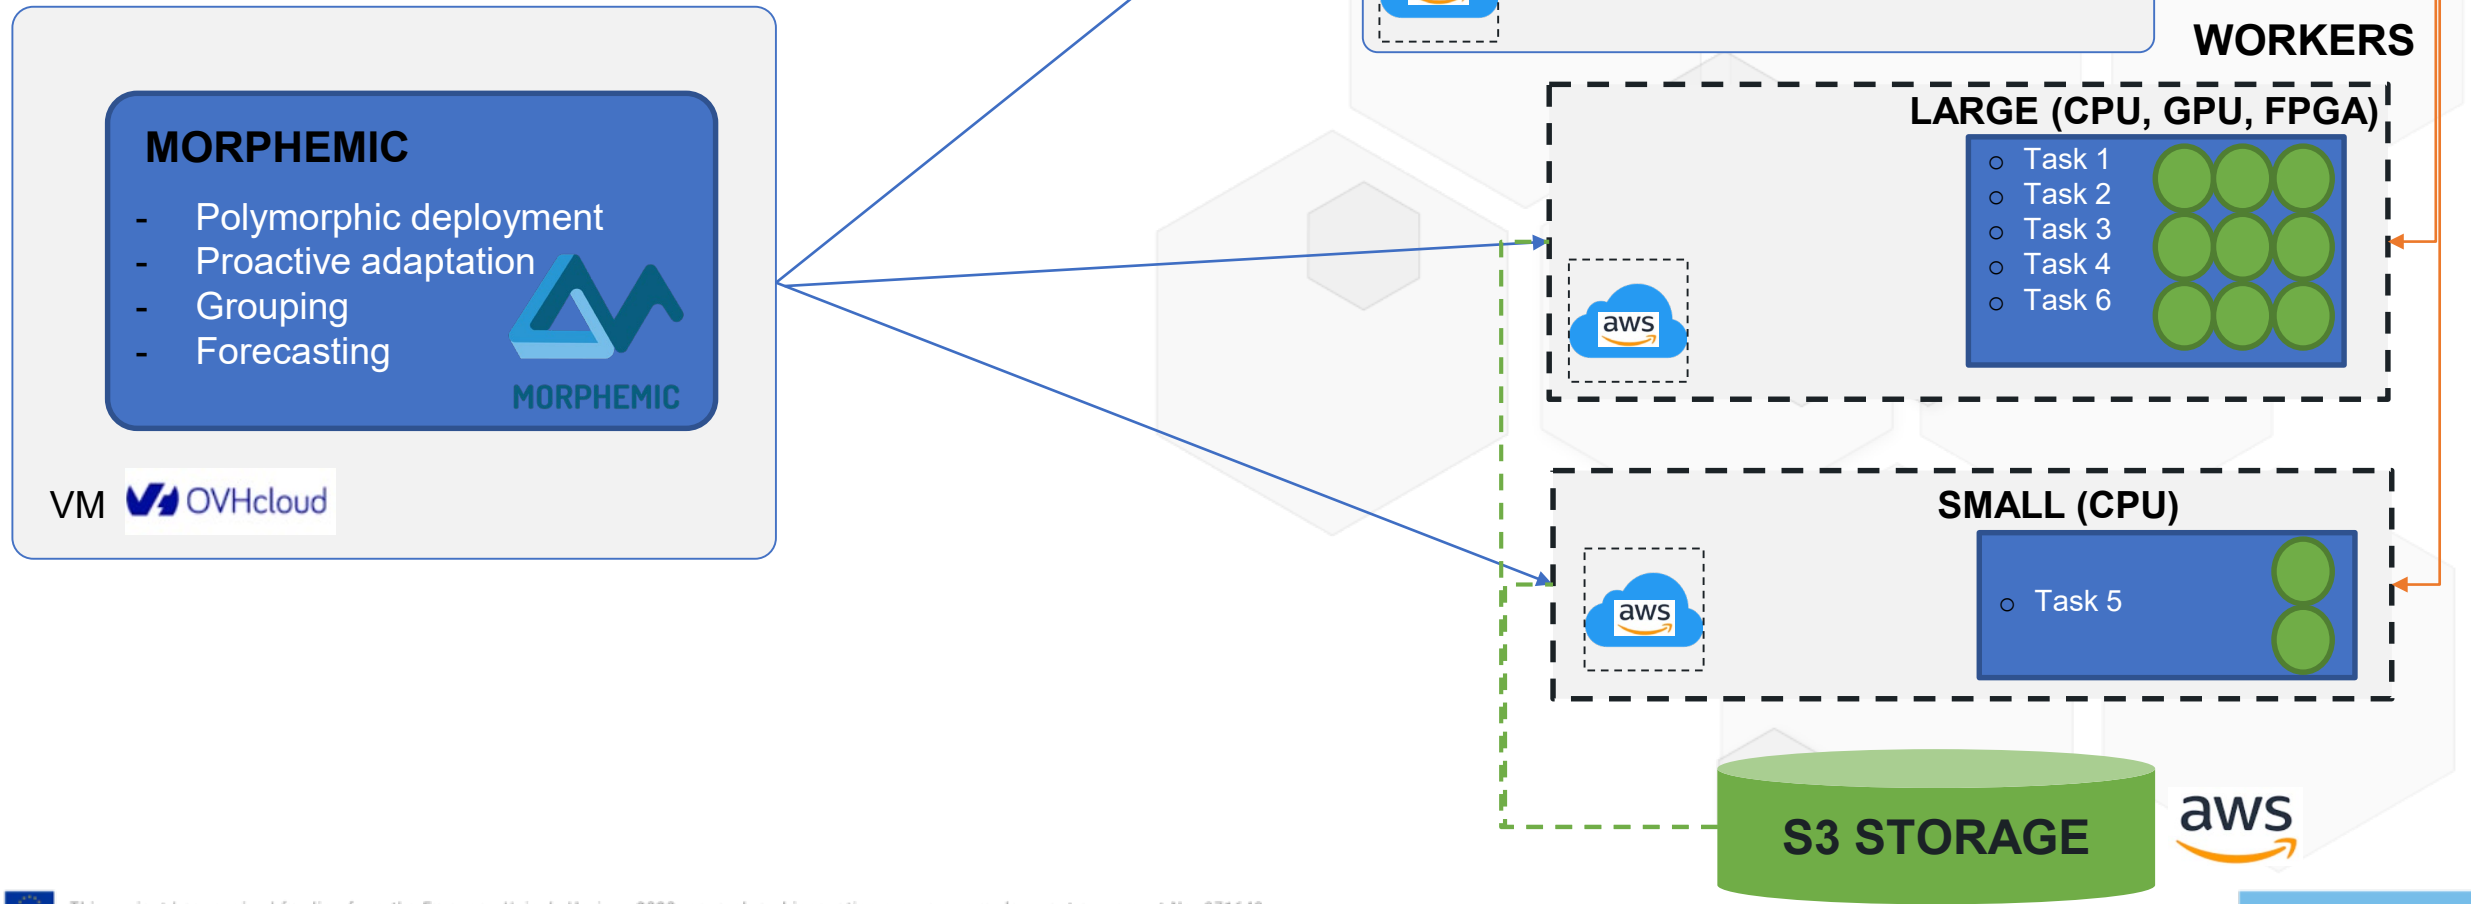 MORPHEMIC
- Polymorphic deployment
- Proactive adaptation
- Grouping
- Forecasting
MORPHEMIC
VM OVHcloud
WORKERS
LARGE (CPU, GPU, FPGA)
o Task 1
o Task 2
o Task 3
o Task 4
o Task 6
aws
SMALL (CPU)
o Task 5
aws
S3 STORAGE
aws